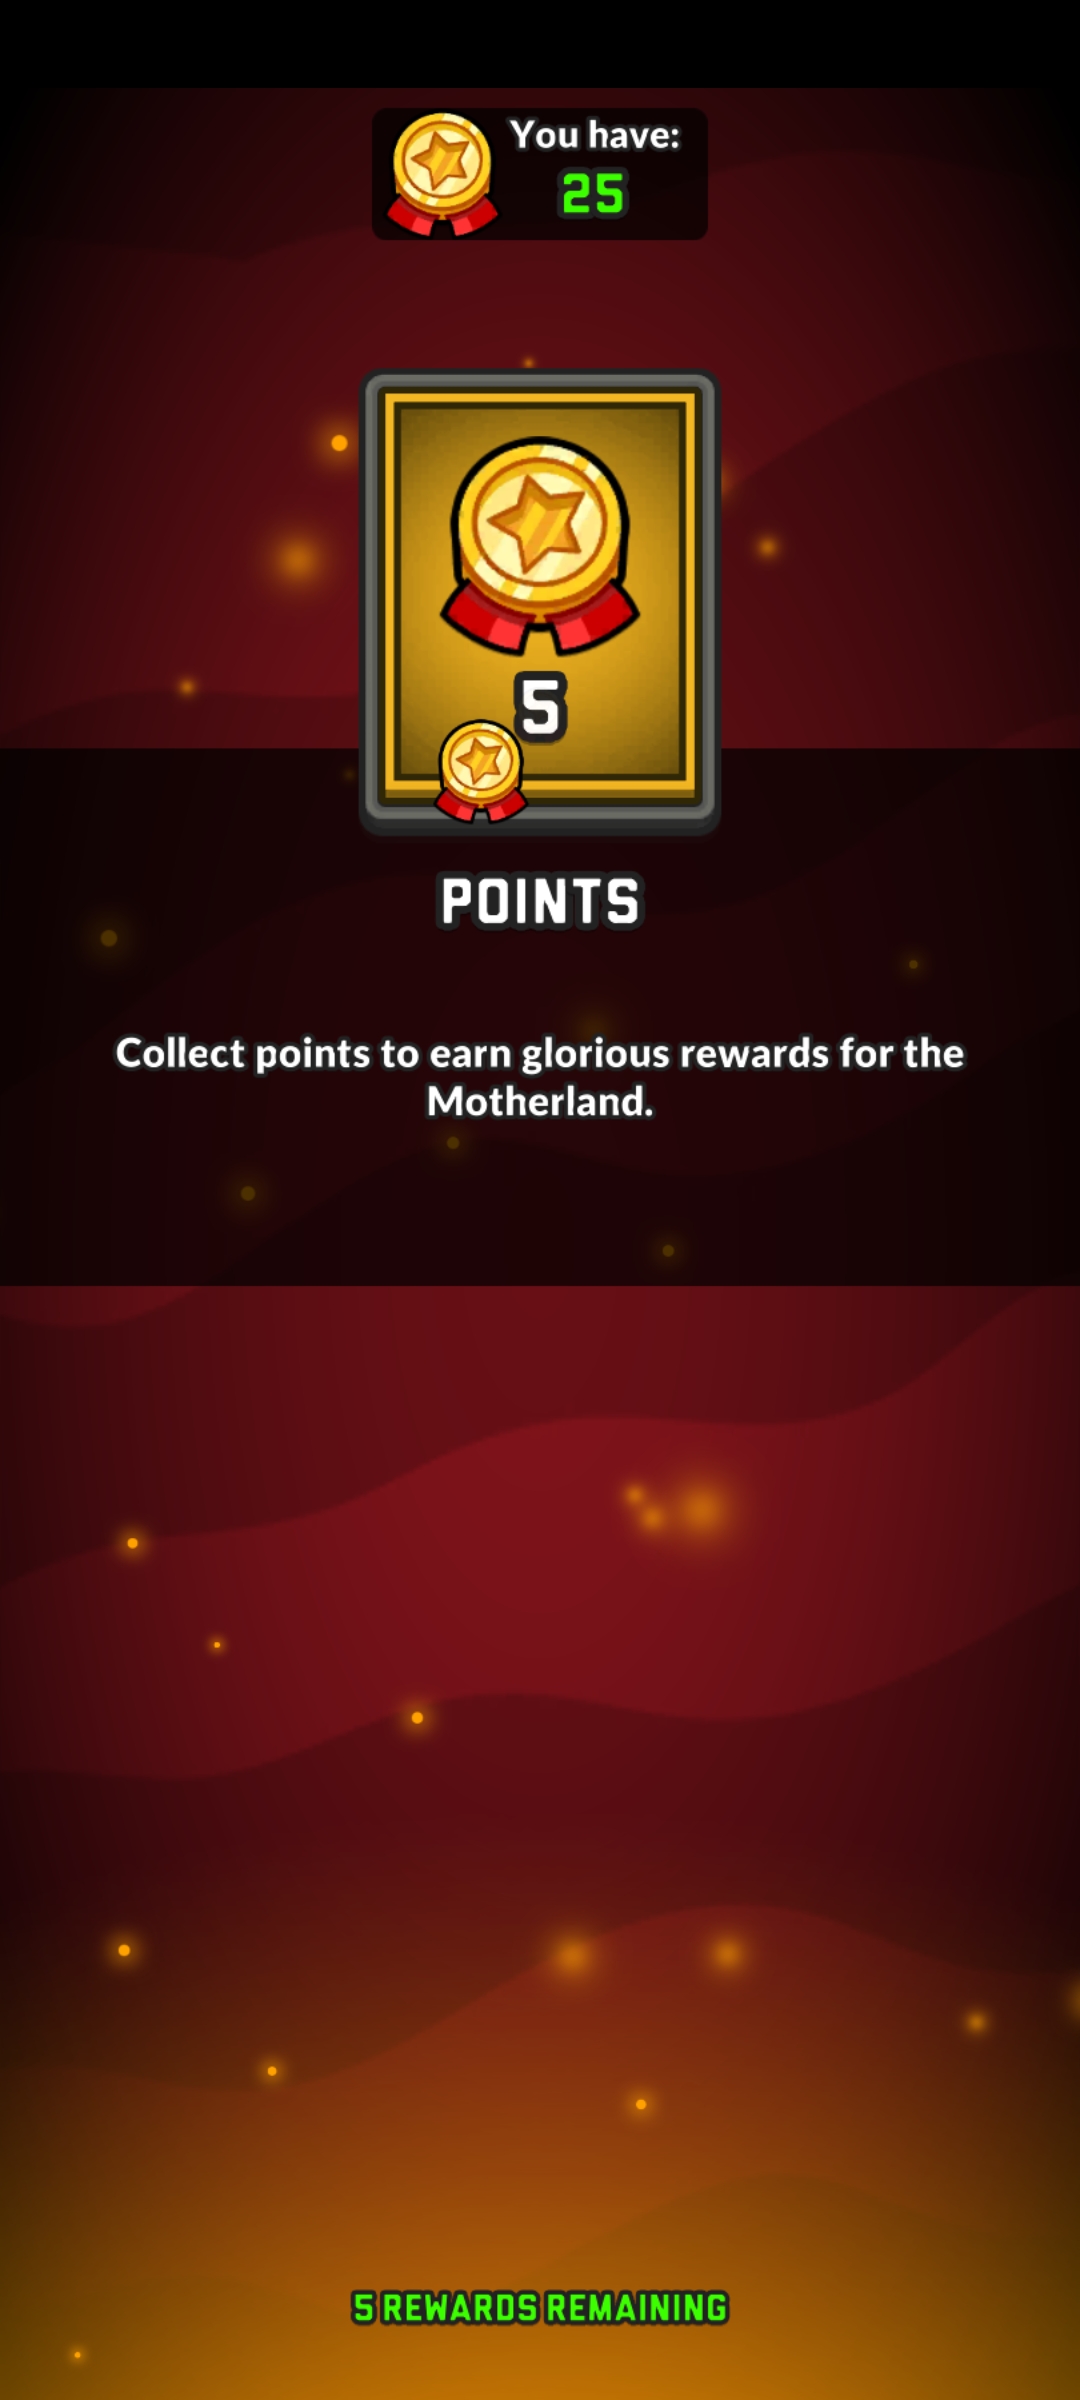 You have:
25
5
POINTS
Collect points to earn glorious rewards for the
Motherland.
5 REWARDS REMAINING